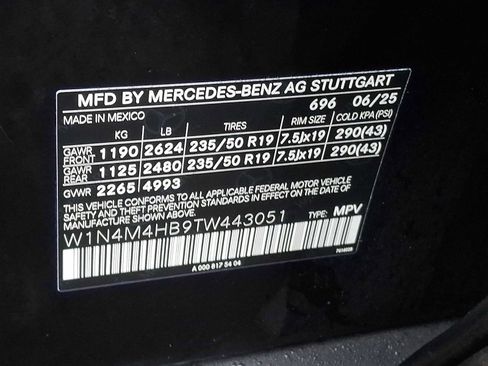 MFD BY MERCEDES-BENZ AG STUTTGART
MADE IN MEXICO 696 06/25
KG LB TIRES RIM SIZE COLD KPA (PSI)
GAWR FRONT 1190 2624 235/50 R19 7.5Jx19 290(43)
GAWR REAR 1125 2480 235/50 R19 7.5Jx19 290(43)
GVWR 2265 4993
THIS VEHICLE CONFORMS TO ALL APPLICABLE FEDERAL MOTOR VEHICLE
SAFETY AND THEFT PREVENTION STANDARDS IN EFFECT ON THE DATE OF
MANUFACTURE SHOWN ABOVE.
W1N4M4HB9TW443051 TYPE: MPV
A 000 817 54 04